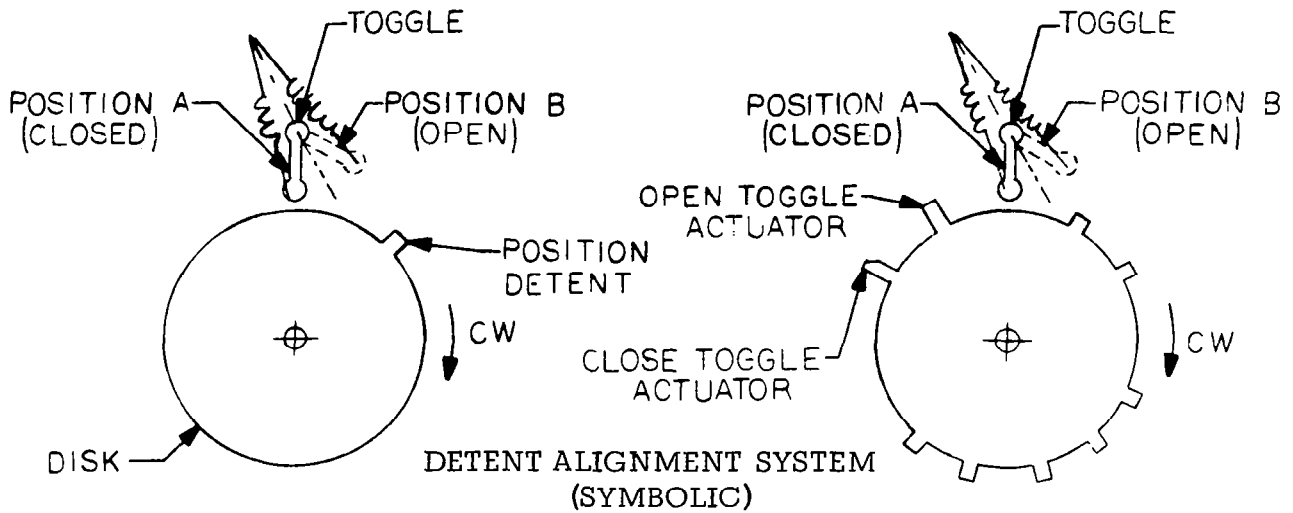 TOGGLE
POSITION A
(CLOSED)
POSITION B
(OPEN)
POSITION
DETENT
CW
DISK
TOGGLE
POSITION A
(CLOSED)
POSITION B
(OPEN)
OPEN TOGGLE
ACTUATOR
CLOSE TOGGLE
ACTUATOR
CW
DETENT ALIGNMENT SYSTEM
(SYMBOLIC)